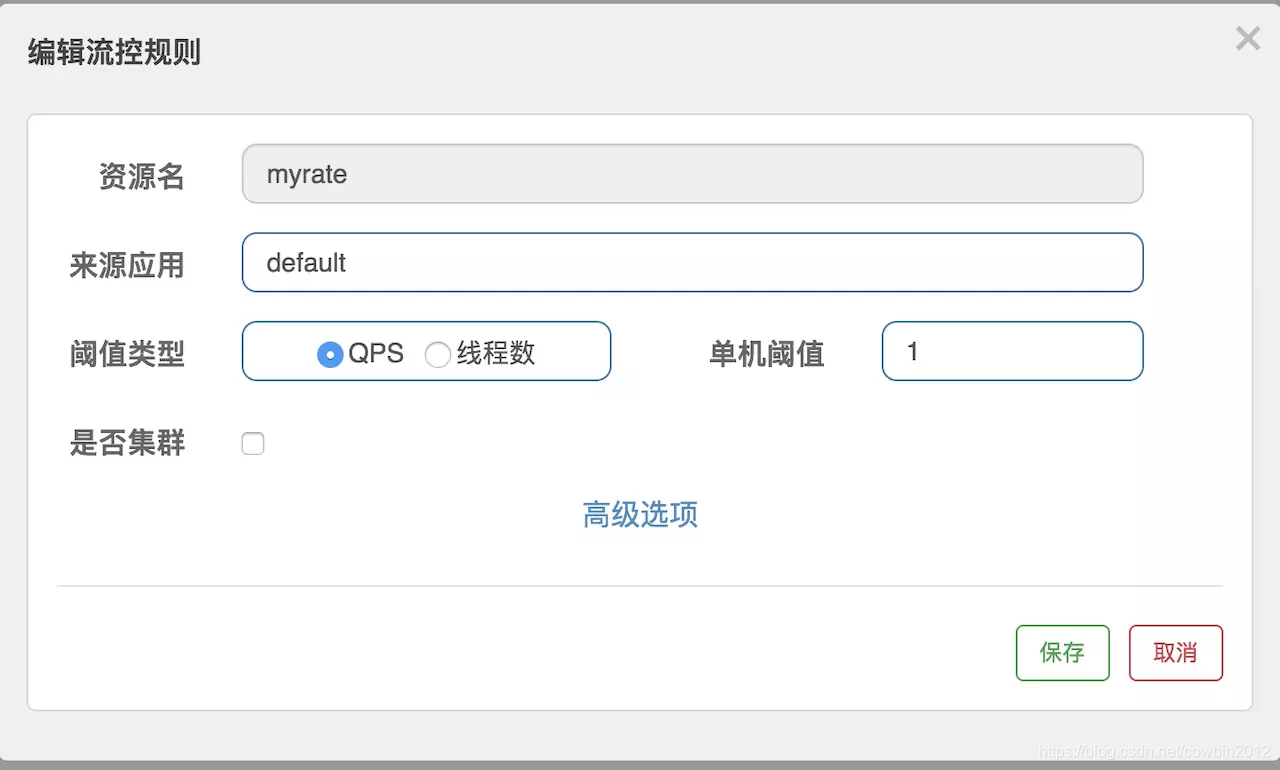 编辑流控规则
×
资源名 myrate
来源应用 default
阈值类型 QPS 线程数 单机阈值 1
是否集群
高级选项
保存 取消
https://blog.csdn.net/cowbin2012